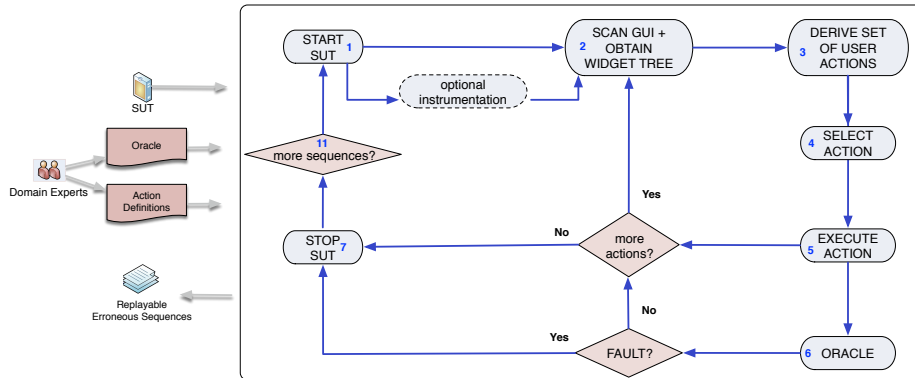 START
SUT
1
SCAN GUI +
OBTAIN
WIDGET TREE
2
DERIVE SET
OF USER
ACTIONS
3
optional
instrumentation
SUT
Oracle
11
more sequences?
4
SELECT
ACTION
Domain Experts
Action
Definitions
Yes
No
STOP
SUT
7
more
actions?
5
EXECUTE
ACTION
Replayable
Erroneous Sequences
No
Yes
FAULT?
6
ORACLE